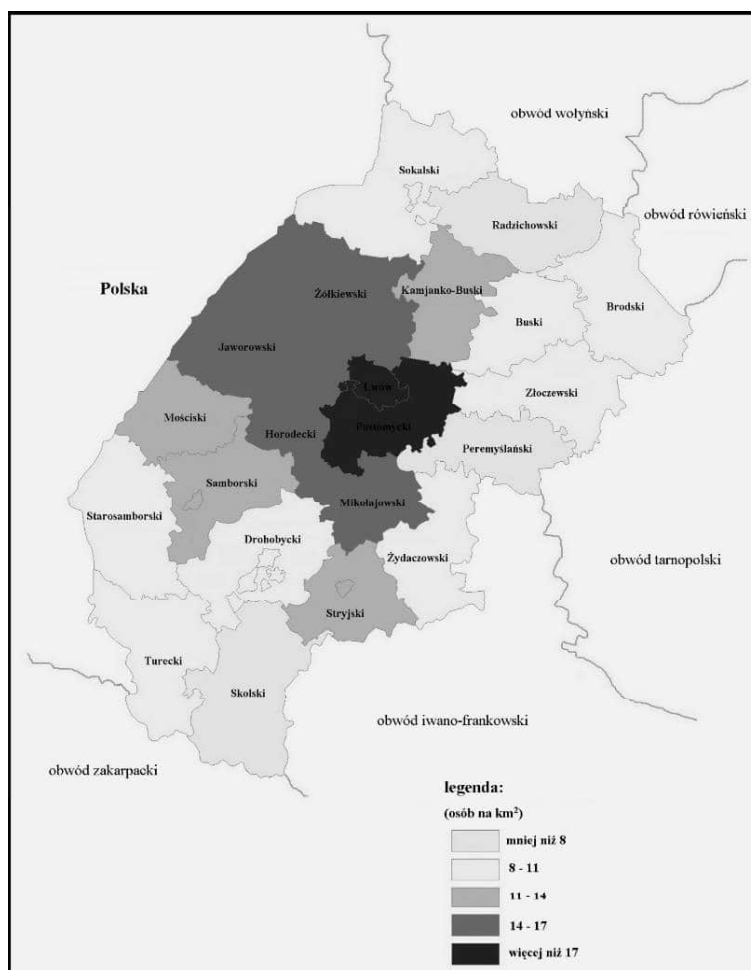 obwód wołyński
Sokalski
Radzichowski
obwód rówieński
Polska
Żółkiewski
Kamjanko-Buski
Buski
Brodski
Jaworowski
Lwów
Złoczewski
Mościski
Pustomycki
Horodecki
Peremyślański
Samborski
Mikołajowski
Starosamborski
Drohobycki
Żydaczowski
obwód tarnopolski
Stryjski
Turecki
Skolski
obwód iwano-frankowski
obwód zakarpacki
legenda:
(osób na km²)
mniej niż 8
8 - 11
11 - 14
14 - 17
więcej niż 17